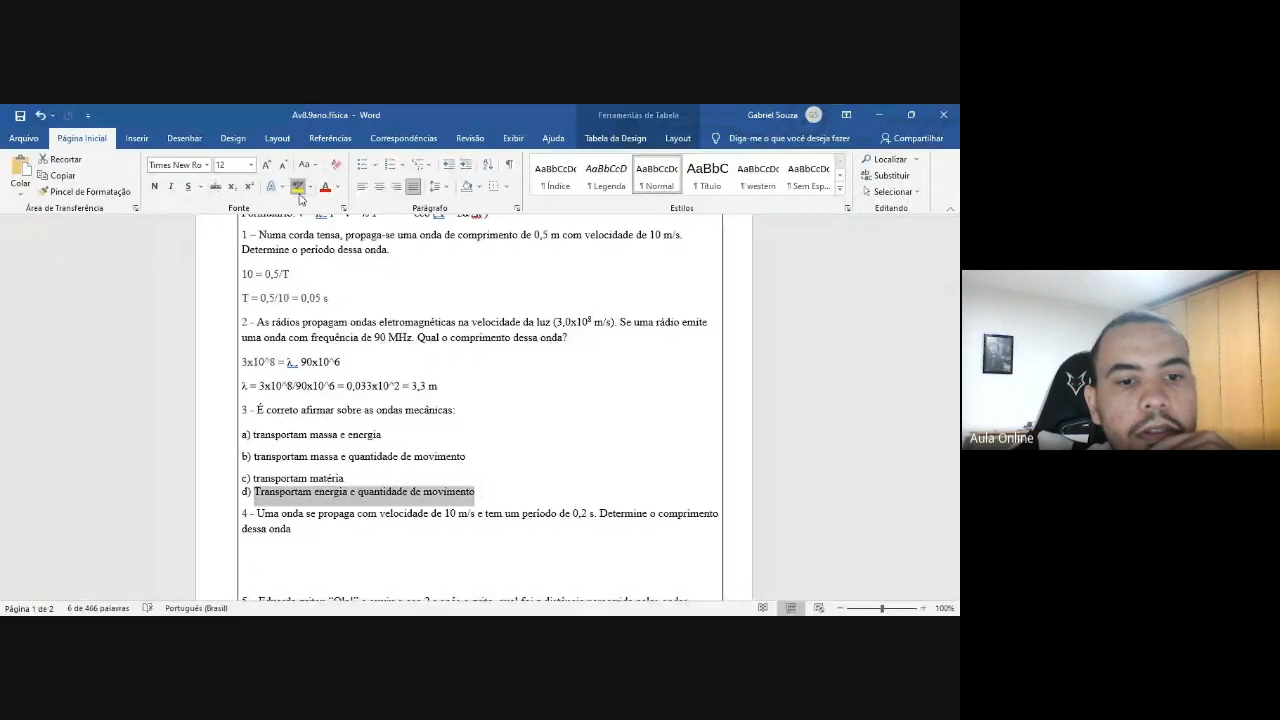 Av8.9ano.física - Word
Ferramentas de Tabela
Gabriel Souza
GS
Arquivo
Página Inicial
Inserir
Desenhar
Design
Layout
Referências
Correspondências
Revisão
Exibir
Ajuda
Tabela da Design
Layout
Diga-me o que você deseja fazer
Compartilhar
Colar
Recortar
Copiar
Pincel de Formatação
Área de Transferência
Times New Ro
12
N I S
Fonte
Parágrafo
AaBbCcDc
¶ Índice
AaBbCcD
¶ Legenda
AaBbCcDc
¶ Normal
AaBbC
¶ Título
AaBbCcDc
¶ western
AaBbCcDc
¶ Sem Esp...
Estilos
Localizar
Substituir
Selecionar
Editando
1 – Numa corda tensa, propaga-se uma onda de comprimento de 0,5 m com velocidade de 10 m/s.
Determine o período dessa onda.
10 = 0,5/T
T = 0,5/10 = 0,05 s
2 - As rádios propagam ondas eletromagnéticas na velocidade da luz (3,0x10⁸ m/s). Se uma rádio emite
uma onda com frequência de 90 MHz. Qual o comprimento dessa onda?
3x10^8 = λ . 90x10^6
λ = 3x10^8/90x10^6 = 0,033x10^2 = 3,3 m
3 - É correto afirmar sobre as ondas mecânicas:
a) transportam massa e energia
b) transportam massa e quantidade de movimento
c) transportam matéria
d) Transportam energia e quantidade de movimento
4 - Uma onda se propaga com velocidade de 10 m/s e tem um período de 0,2 s. Determine o comprimento
dessa onda
Página 1 de 2
6 de 466 palavras
Português (Brasil)
100%
Aula Online